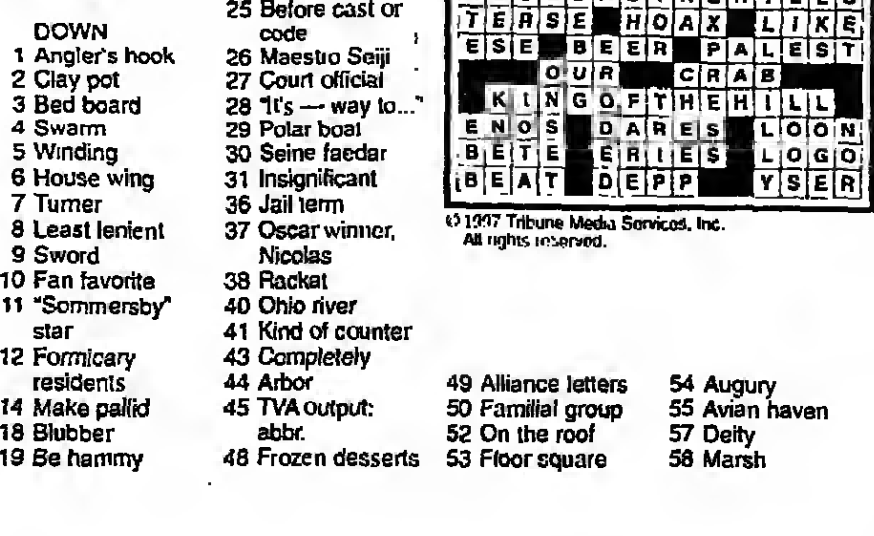 DOWN
1 Angler's hook
2 Clay pot
3 Bed board
4 Swarm
5 Winding
6 House wing
7 Turner
8 Least lenient
9 Sword
10 Fan favorite
11 "Sommersby"
star
12 Formicary
residents
14 Make pallid
18 Blubber
19 Be hammy
25 Before cast or
code
26 Maestro Seiji
27 Court official
28 "It's — way to..."
29 Polar boat
30 Seine faedar
31 Insignificant
36 Jail term
37 Oscar winner,
Nicolas
38 Rackat
40 Ohio river
41 Kind of counter
43 Completely
44 Arbor
45 TVA output:
abbr.
48 Frozen desserts
TERSE HOAX LIKE
ESE BEER PALEST
OUR CRAB
KINGOFTHEHILL
ENOS DARES LOON
BETE ERIES LOGO
BEAT DEPP YSER
© 1997 Tribune Media Services, Inc.
All rights reserved.
49 Alliance letters
50 Familial group
52 On the roof
53 Floor square
54 Augury
55 Avian haven
57 Deity
58 Marsh